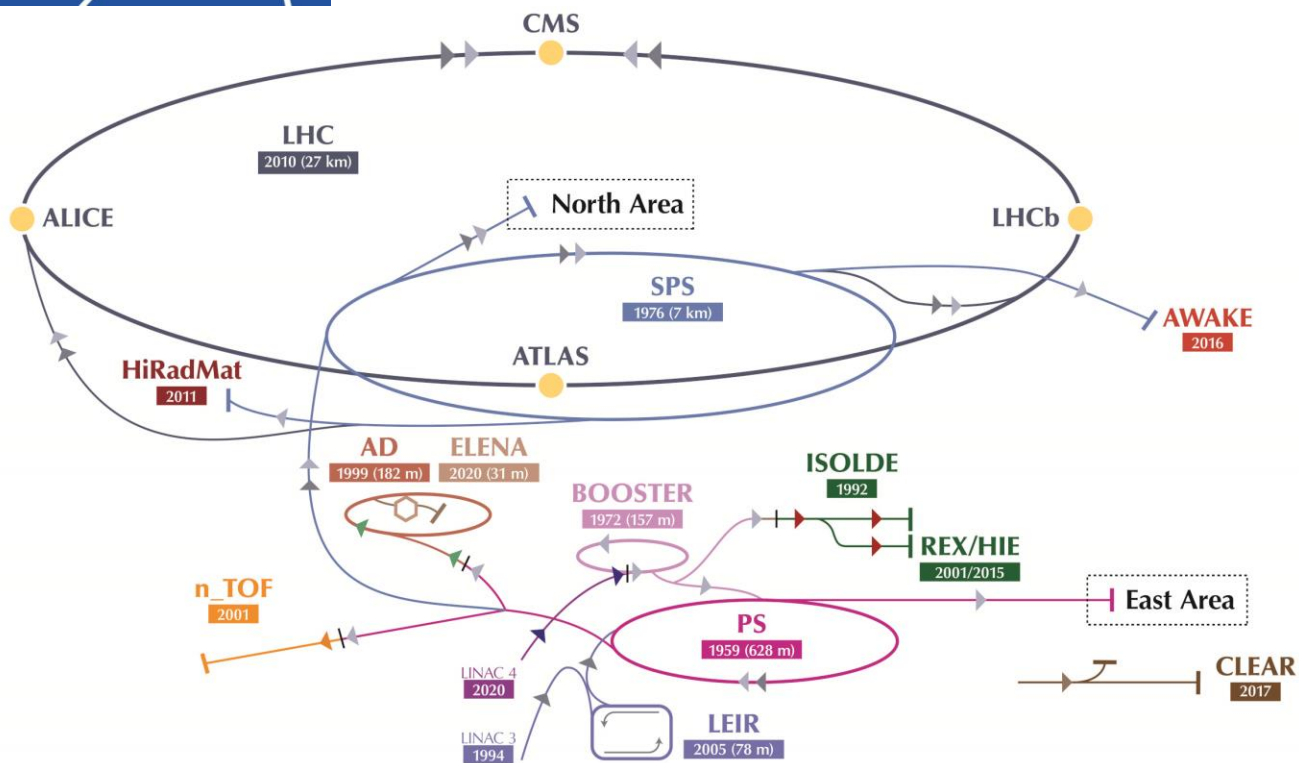 CMS
LHC
2010 (27 km)
North Area
ALICE
LHCb
SPS
1976 (7 km)
AWAKE
2016
ATLAS
HiRadMat
2011
AD
1999 (182 m)
ELENA
2020 (31 m)
ISOLDE
1992
BOOSTER
1972 (157 m)
REX/HIE
2001/2015
n_TOF
2001
East Area
PS
1959 (628 m)
LINAC 4
2020
CLEAR
2017
LEIR
2005 (78 m)
LINAC 3
1994